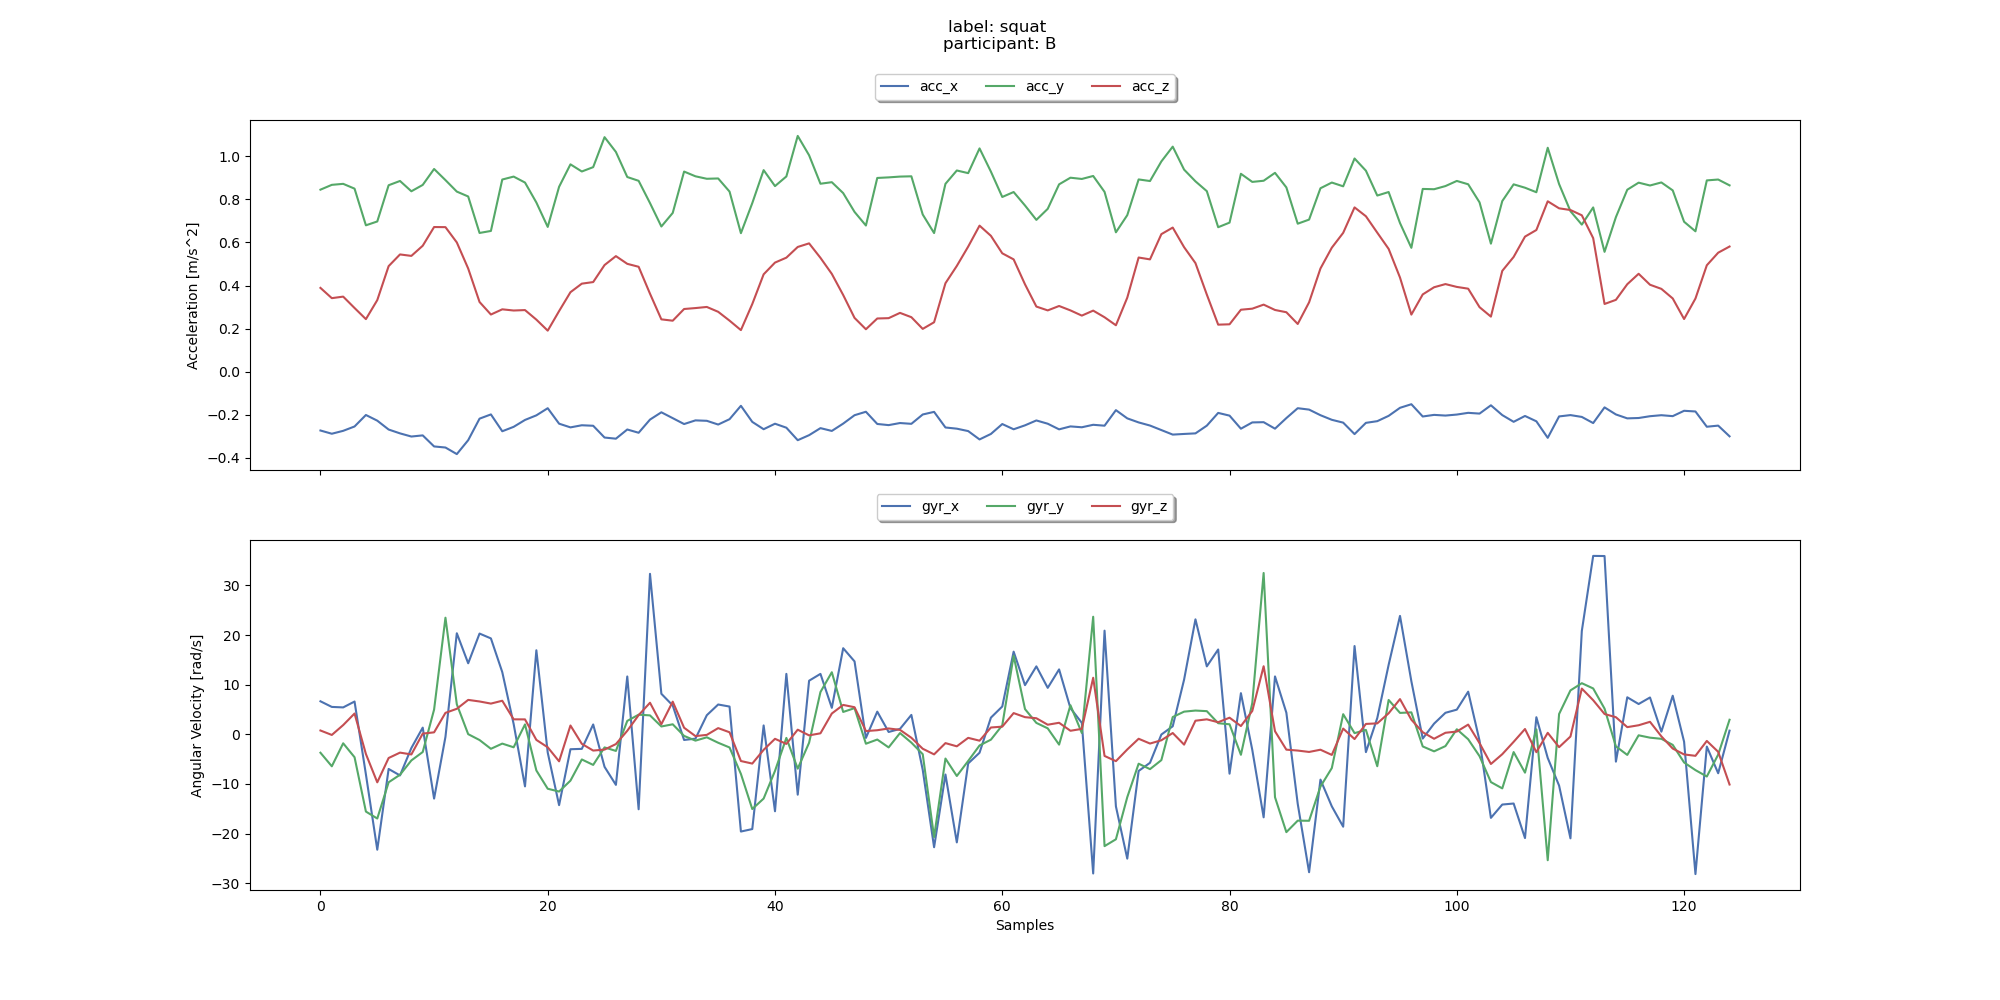 label: squat
participant: B
acc_x acc_y acc_z
Acceleration [m/s^2]
1.0
0.8
0.6
0.4
0.2
0.0
−0.2
−0.4
gyr_x gyr_y gyr_z
Angular Velocity [rad/s]
30
20
10
0
−10
−20
−30
0 20 40 60 80 100 120
Samples